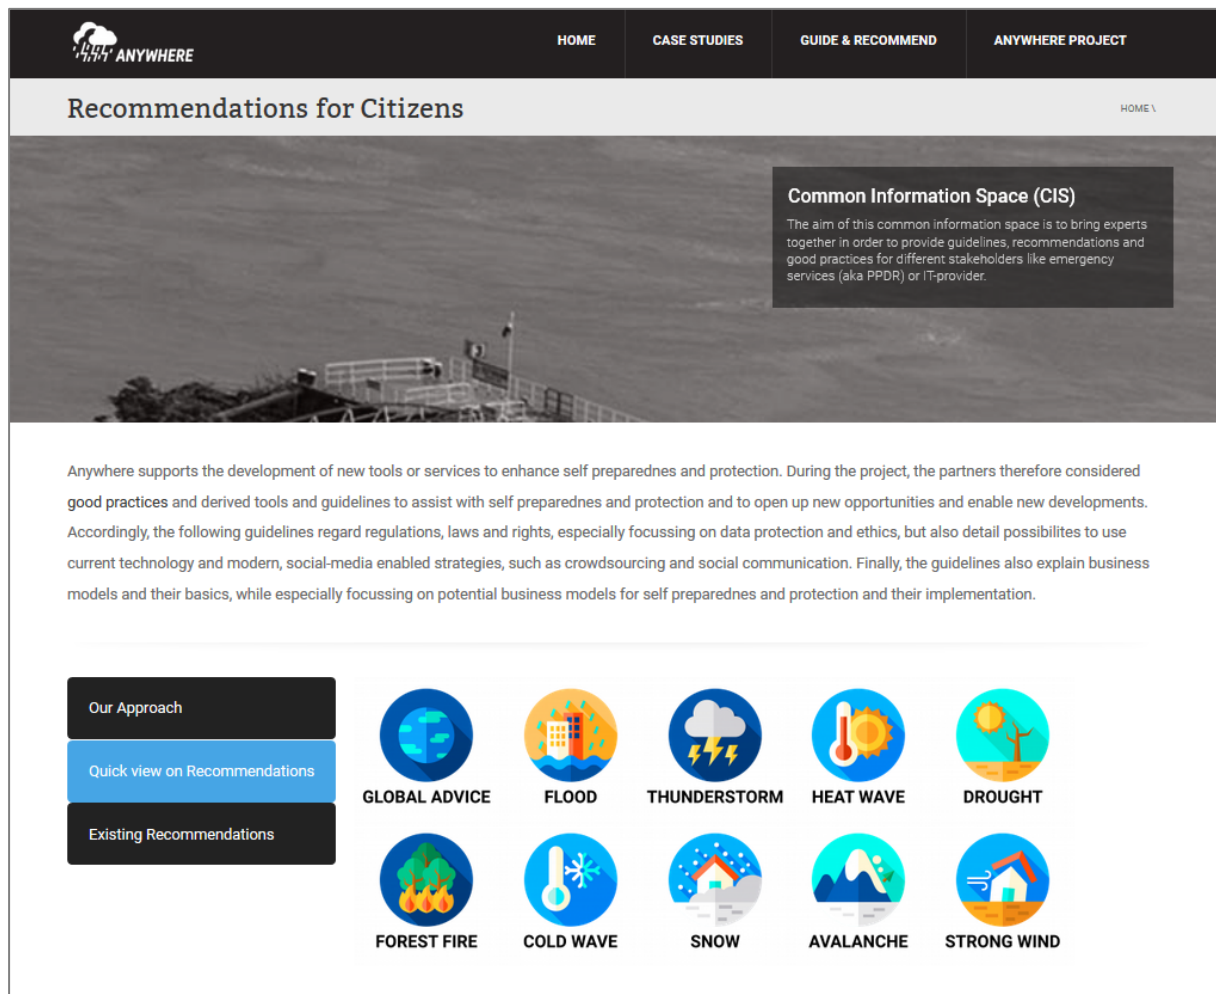 ANYWHERE
HOME
CASE STUDIES
GUIDE & RECOMMEND
ANYWHERE PROJECT
Recommendations for Citizens
HOME \
Common Information Space (CIS)
The aim of this common information space is to bring experts
together in order to provide guidelines, recommendations and
good practices for different stakeholders like emergency
services (aka PPDR) or IT-provider.
Anywhere supports the development of new tools or services to enhance self preparednes and protection. During the project, the partners therefore considered
good practices and derived tools and guidelines to assist with self preparednes and protection and to open up new opportunities and enable new developments.
Accordingly, the following guidelines regard regulations, laws and rights, especially focussing on data protection and ethics, but also detail possibilites to use
current technology and modern, social-media enabled strategies, such as crowdsourcing and social communication. Finally, the guidelines also explain business
models and their basics, while especially focussing on potential business models for self preparednes and protection and their implementation.
Our Approach
Quick view on Recommendations
Existing Recommendations
GLOBAL ADVICE
FLOOD
THUNDERSTORM
HEAT WAVE
DROUGHT
FOREST FIRE
COLD WAVE
SNOW
AVALANCHE
STRONG WIND